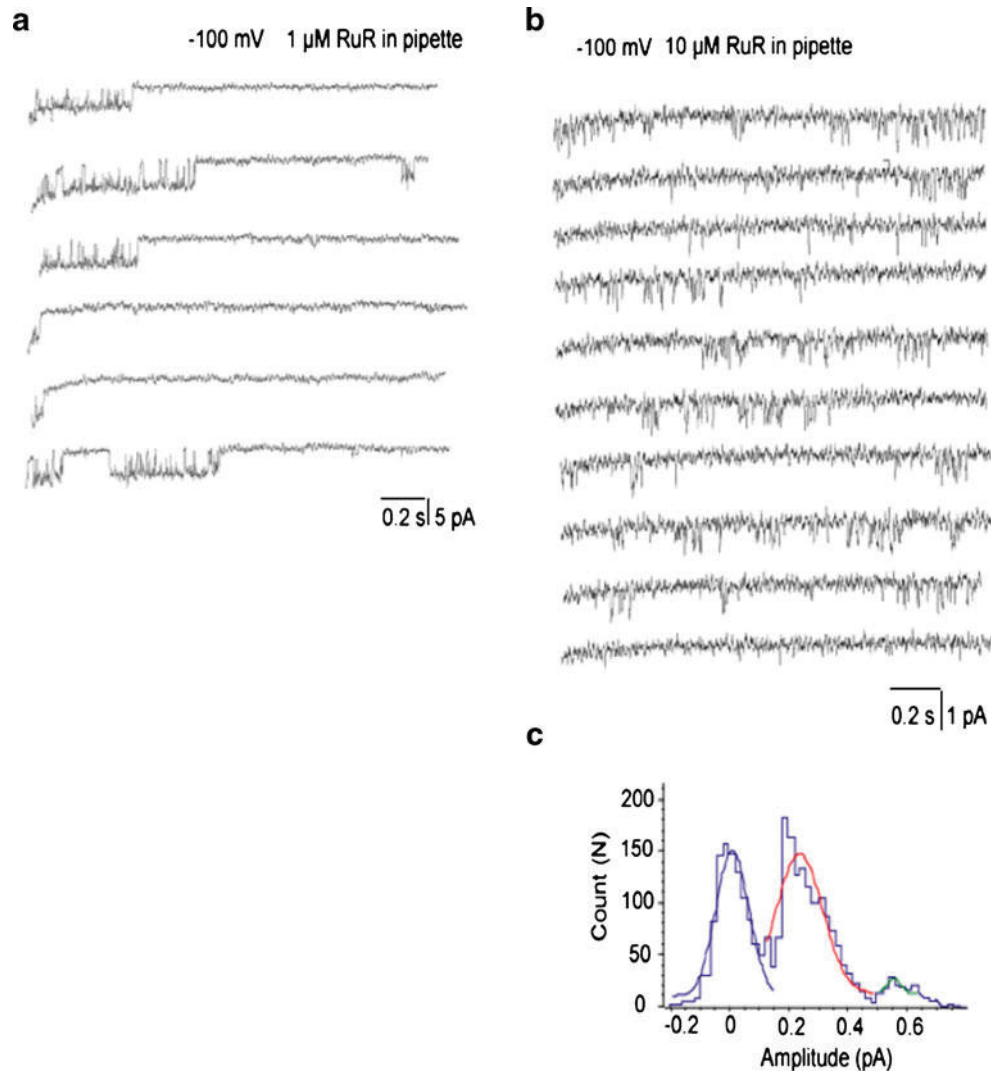 a
-100 mV 1 µM RuR in pipette
0.2 s 5 pA
b
-100 mV 10 µM RuR in pipette
0.2 s 1 pA
c
Count (N)
200
150
100
50
0
-0.2 0 0.2 0.4 0.6
Amplitude (pA)